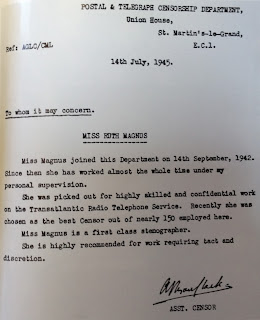 POSTAL & TELEGRAPH CENSORSHIP DEPARTMENT,
Union House,
St. Martin's-le-Grand,
Ref: AGLC/CML
E.C.1.
14th July, 1945.
To whom it may concern.
MISS RUTH MAGNUS
Miss Magnus joined this Department on 14th September, 1942.
Since then she has worked almost the whole time under my
personal supervision.
She was picked out for highly skilled and confidential work
on the Transatlantic Radio Telephone Service. Recently she was
chosen as the best Censor out of nearly 150 employed here.
Miss Magnus is a first class stenographer.
She is highly recommended for work requiring tact and
discretion.
ASST. CENSOR